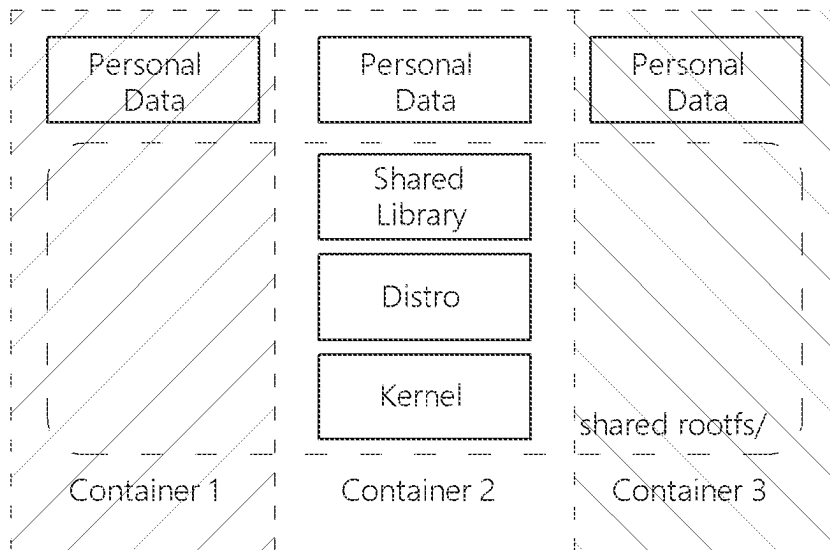 Personal
Data
Personal
Data
Personal
Data
Shared
Library
Distro
Kernel
shared rootfs/
Container 1
Container 2
Container 3